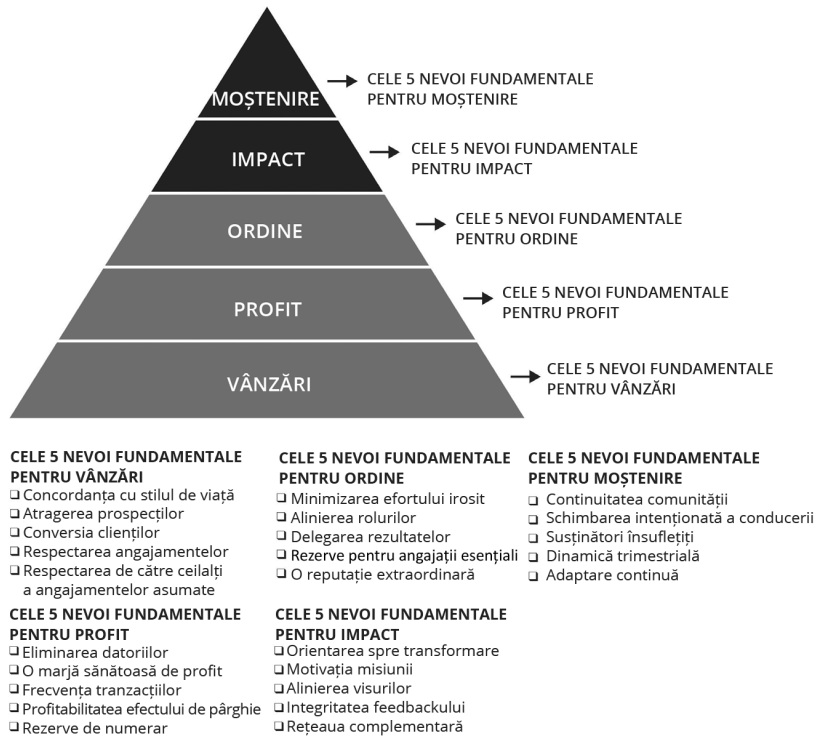 MOȘTENIRE
CELE 5 NEVOI FUNDAMENTALE
PENTRU MOȘTENIRE
IMPACT
CELE 5 NEVOI FUNDAMENTALE
PENTRU IMPACT
ORDINE
CELE 5 NEVOI FUNDAMENTALE
PENTRU ORDINE
PROFIT
CELE 5 NEVOI FUNDAMENTALE
PENTRU PROFIT
VÂNZĂRI
CELE 5 NEVOI FUNDAMENTALE
PENTRU VÂNZĂRI
CELE 5 NEVOI FUNDAMENTALE
PENTRU VÂNZĂRI
❑ Concordanța cu stilul de viață
❑ Atragerea prospecților
❑ Conversia clienților
❑ Respectarea angajamentelor
❑ Respectarea de către ceilalți
a angajamentelor asumate
CELE 5 NEVOI FUNDAMENTALE
PENTRU PROFIT
❑ Eliminarea datoriilor
❑ O marjă sănătoasă de profit
❑ Frecvența tranzacțiilor
❑ Profitabilitatea efectului de pârghie
❑ Rezerve de numerar
CELE 5 NEVOI FUNDAMENTALE
PENTRU ORDINE
❑ Minimizarea efortului irosit
❑ Alinierea rolurilor
❑ Delegarea rezultatelor
❑ Rezerve pentru angajații esențiali
❑ O reputație extraordinară
CELE 5 NEVOI FUNDAMENTALE
PENTRU IMPACT
❑ Orientarea spre transformare
❑ Motivația misiunii
❑ Alinierea visurilor
❑ Integritatea feedbackului
❑ Rețeaua complementară
CELE 5 NEVOI FUNDAMENTALE
PENTRU MOȘTENIRE
❑ Continuitatea comunității
❑ Schimbarea intenționată a conducerii
❑ Susținători însuflețiți
❑ Dinamică trimestrială
❑ Adaptare continuă